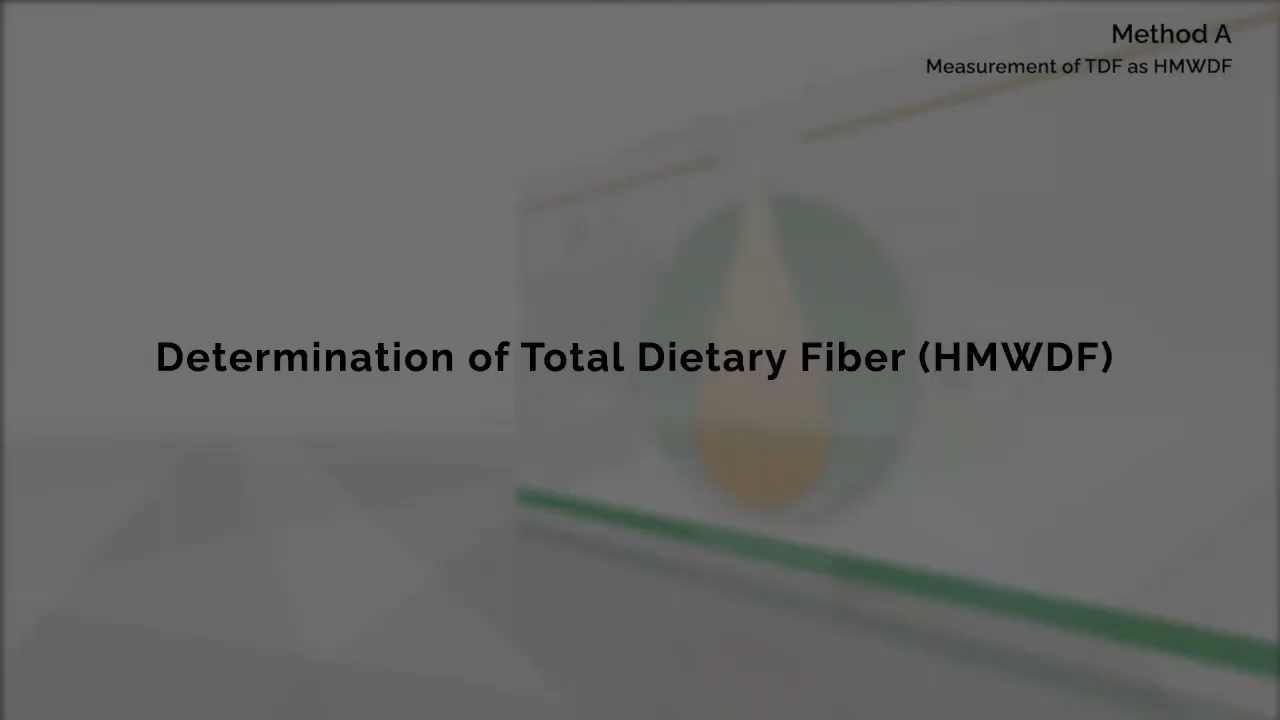 Method A
Measurement of TDF as HMWDF
Determination of Total Dietary Fiber (HMWDF)